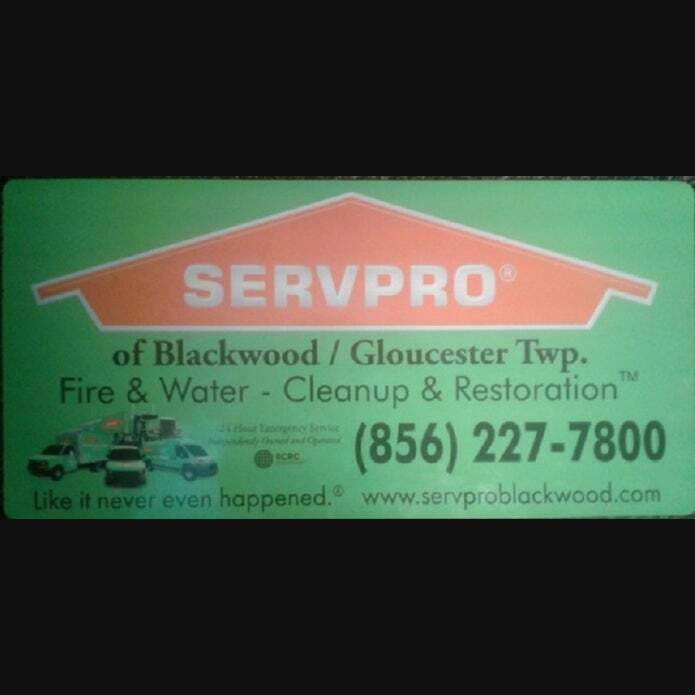 SERVPRO®
of Blackwood / Gloucester Twp.
Fire & Water - Cleanup & Restoration™
24 Hour Emergency Service
Independently Owned and Operated
IICRC
(856) 227-7800
Like it never even happened.® www.servproblackwood.com